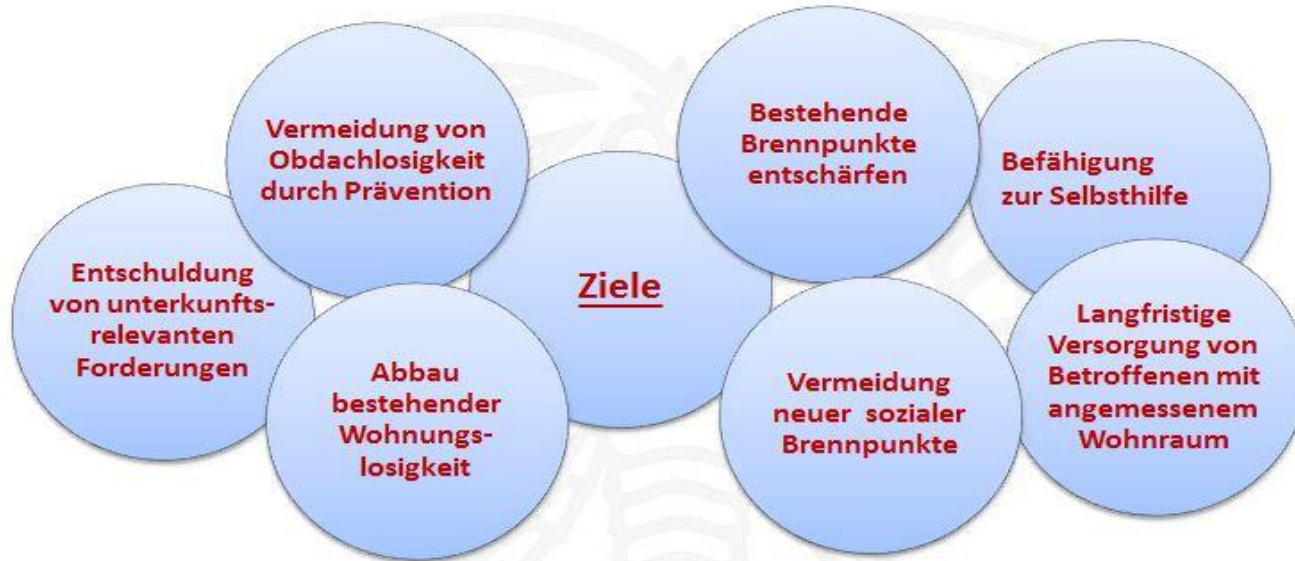 Vermeidung von
Obdachlosigkeit
durch Prävention
Bestehende
Brennpunkte
entschärfen
Befähigung
zur Selbsthilfe
Entschuldung
von unterkunfts-
relevanten
Forderungen
Ziele
Abbau
bestehender
Wohnungs-
losigkeit
Vermeidung
neuer sozialer
Brennpunkte
Langfristige
Versorgung von
Betroffenen mit
angemessenem
Wohnraum